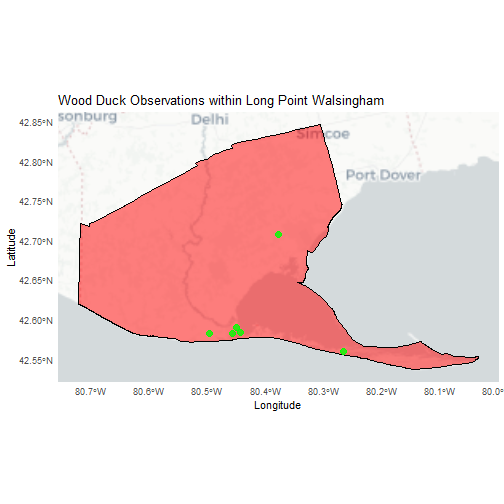 Wood Duck Observations within Long Point Walsingham
sonburg
Delhi
Simcoe
Port Dover
42.85°N
42.80°N
42.75°N
42.70°N
42.65°N
42.60°N
42.55°N
Latitude
80.7°W 80.6°W 80.5°W 80.4°W 80.3°W 80.2°W 80.1°W 80.0°
Longitude